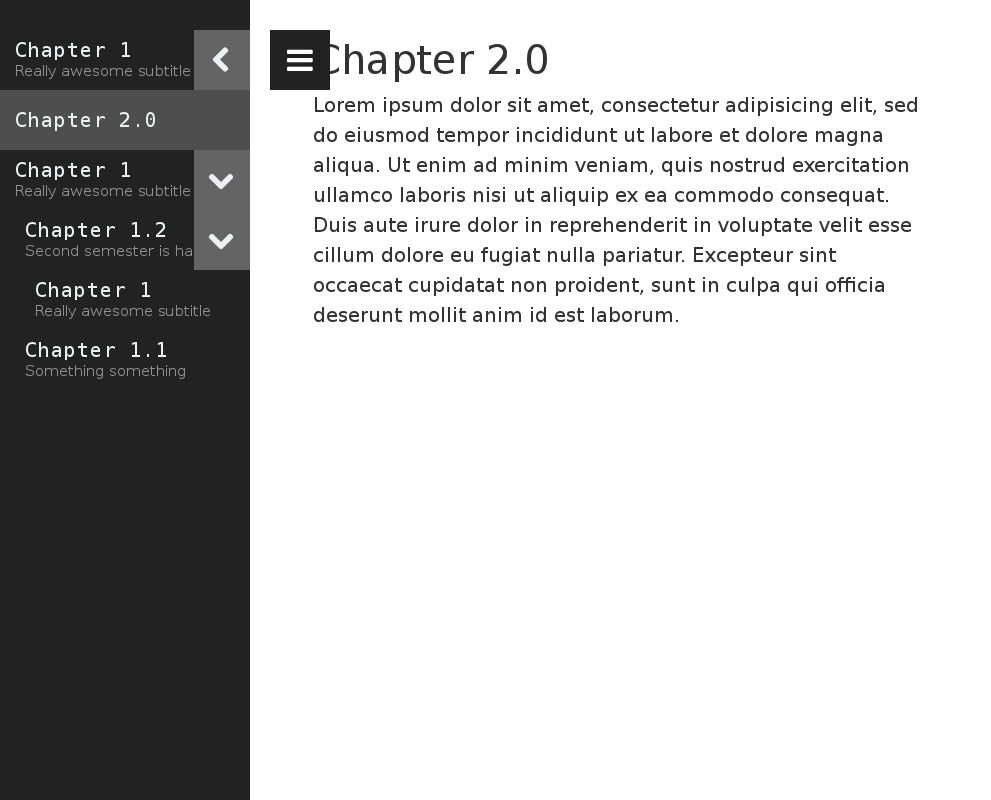 Chapter 1
Really awesome subtitle
Chapter 2.0
Chapter 1
Really awesome subtitle
Chapter 1.2
Second semester is ha
Chapter 1
Really awesome subtitle
Chapter 1.1
Something something
Chapter 2.0
Lorem ipsum dolor sit amet, consectetur adipisicing elit, sed
do eiusmod tempor incididunt ut labore et dolore magna
aliqua. Ut enim ad minim veniam, quis nostrud exercitation
ullamco laboris nisi ut aliquip ex ea commodo consequat.
Duis aute irure dolor in reprehenderit in voluptate velit esse
cillum dolore eu fugiat nulla pariatur. Excepteur sint
occaecat cupidatat non proident, sunt in culpa qui officia
deserunt mollit anim id est laborum.